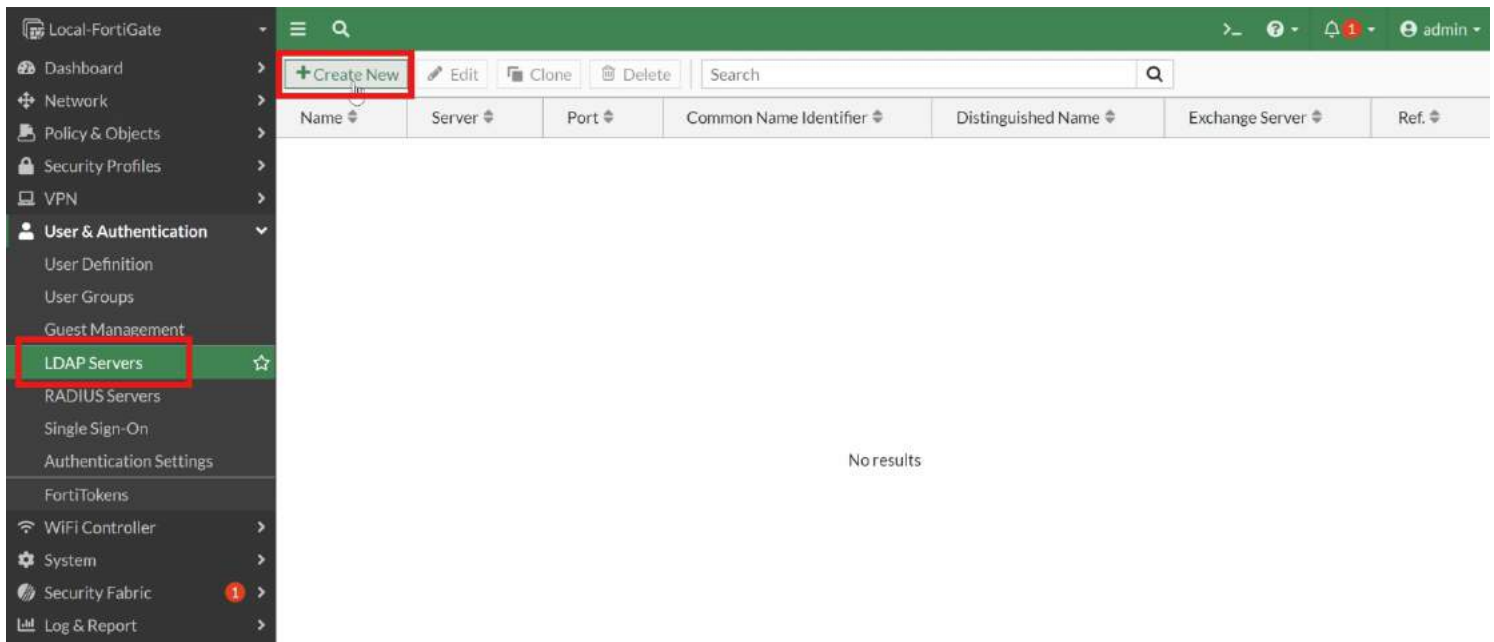 Local-FortiGate
>_
1
admin
Dashboard
Network
Policy & Objects
Security Profiles
VPN
User & Authentication
User Definition
User Groups
Guest Management
LDAP Servers
RADIUS Servers
Single Sign-On
Authentication Settings
FortiTokens
WiFi Controller
System
Security Fabric 1
Log & Report
+Create New Edit Clone Delete Search
Name Server Port Common Name Identifier Distinguished Name Exchange Server Ref.
No results